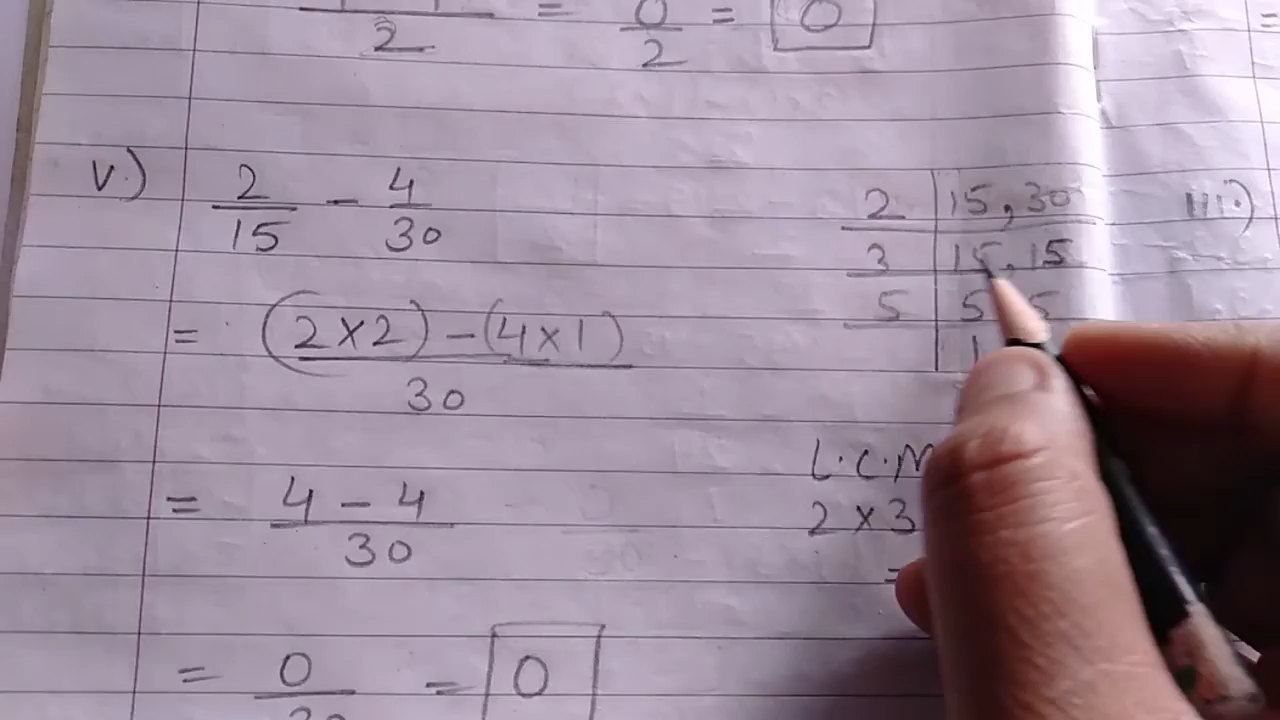 2 = 0/2 = 0
v.) 2/15 - 4/30
= (2×2) - (4×1) / 30
= 4 - 4 / 30
= 0/30 = 0
2 | 15, 30
3 | 15, 15
5 | 5, 5
1
L.C.M
2 × 3
=
iii.)
=